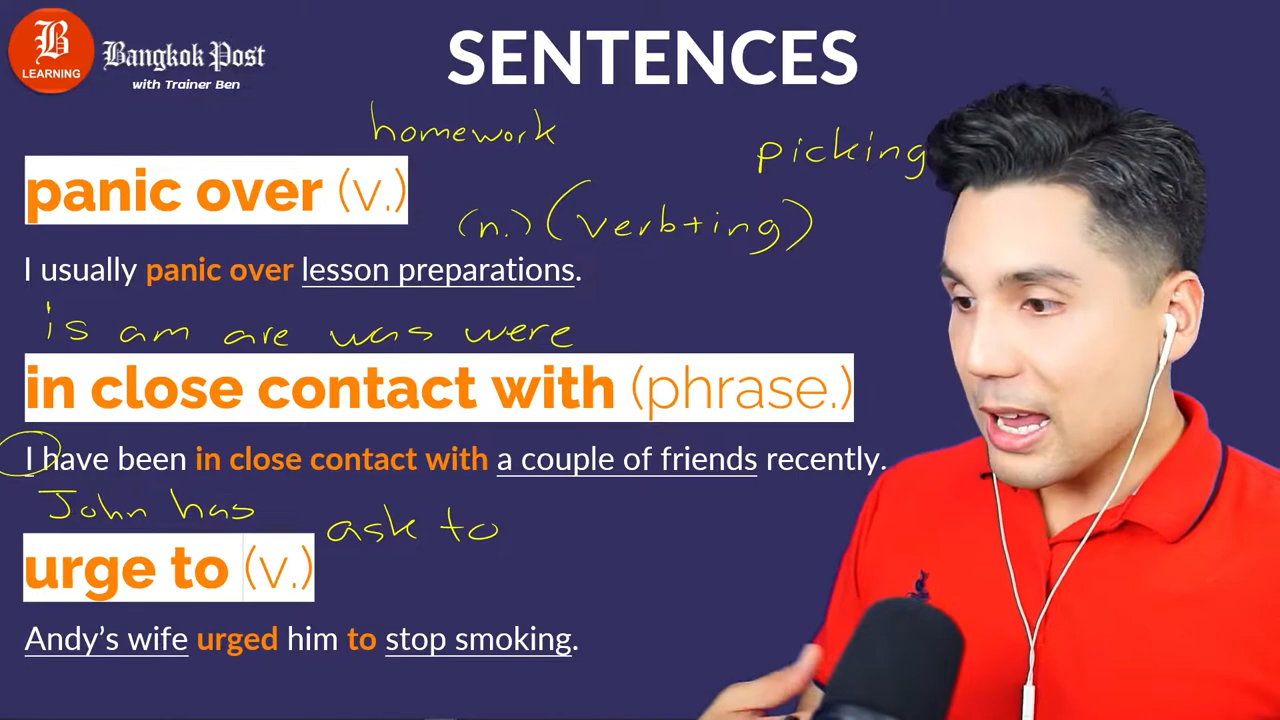 B
LEARNING
Bangkok Post
with Trainer Ben
SENTENCES
homework
picking
panic over (v.)
(n.) (verb+ing)
I usually panic over lesson preparations.
is am are was were
in close contact with (phrase.)
I have been in close contact with a couple of friends recently.
John has
ask to
urge to (v.)
Andy’s wife urged him to stop smoking.